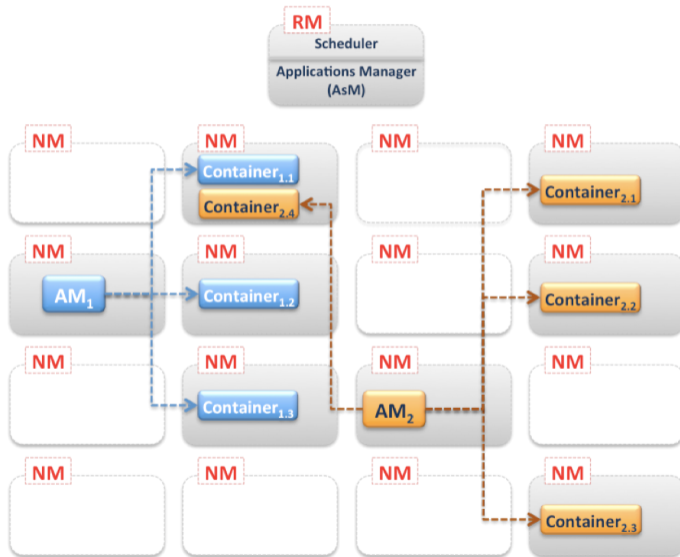 RM
Scheduler
Applications Manager
(AsM)
NM
NM
NM
NM
Container1.1
Container2.4
Container2.1
NM
NM
NM
NM
AM1
Container1.2
Container2.2
NM
NM
NM
NM
Container1.3
AM2
NM
NM
NM
NM
Container2.3